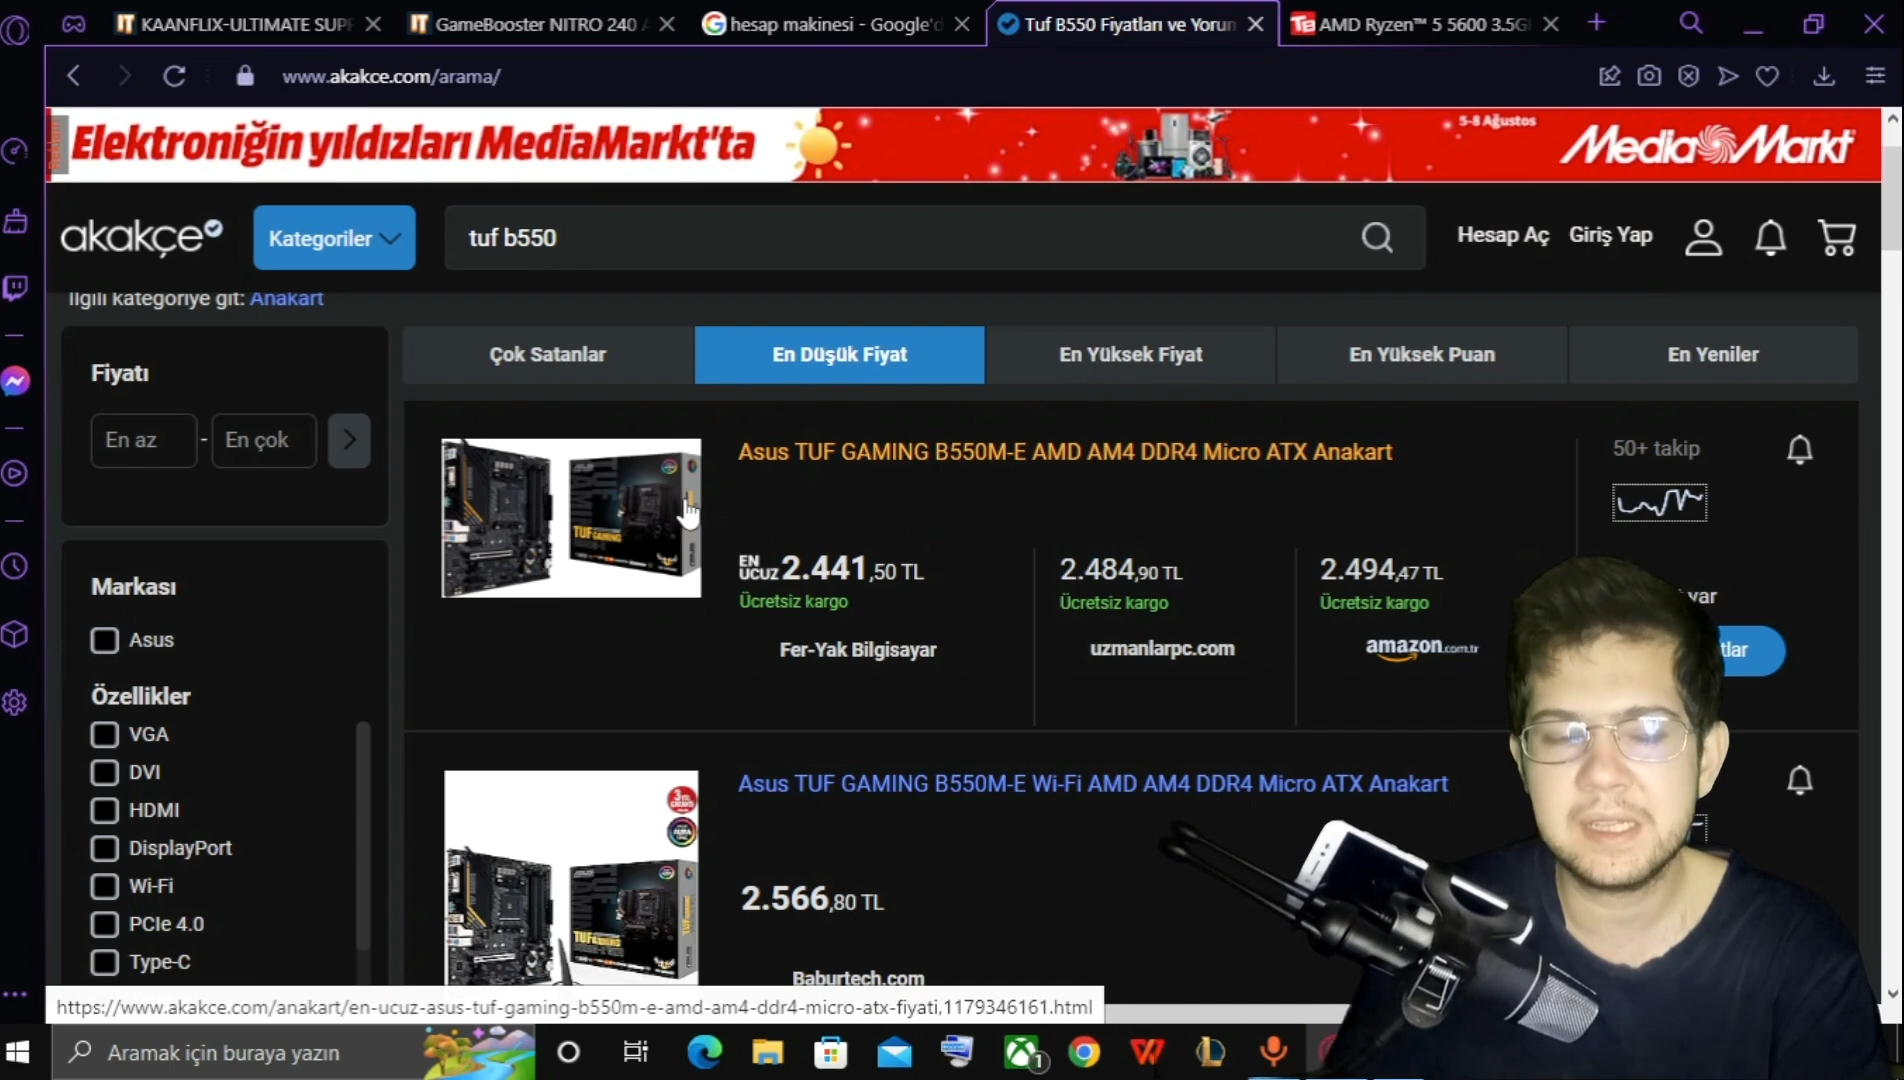 KAANFLIX-ULTIMATE SUPF
GameBooster NITRO 240
hesap makinesi - Google'd
Tuf B550 Fiyatları ve Yorum
AMD Ryzen™ 5 5600 3.5GH
www.akakce.com/arama/
Elektroniğin yıldızları MediaMarkt'ta
5-8 Ağustos
MediaMarkt
akakçe
Kategoriler
tuf b550
Hesap Aç
Giriş Yap
İlgili kategoriye git: Anakart
Fiyatı
En az
-
En çok
Çok Satanlar
En Düşük Fiyat
En Yüksek Fiyat
En Yüksek Puan
En Yeniler
Asus TUF GAMING B550M-E AMD AM4 DDR4 Micro ATX Anakart
50+ takip
EN UCUZ 2.441,50 TL
Ücretsiz kargo
Fer-Yak Bilgisayar
2.484,90 TL
Ücretsiz kargo
uzmanlarpc.com
2.494,47 TL
Ücretsiz kargo
amazon.com.tr
var
tlar
Markası
Asus
Özellikler
VGA
DVI
HDMI
DisplayPort
Wi-Fi
PCIe 4.0
Type-C
Asus TUF GAMING B550M-E Wi-Fi AMD AM4 DDR4 Micro ATX Anakart
2.566,80 TL
Baburtech.com
https://www.akakce.com/anakart/en-ucuz-asus-tuf-gaming-b550m-e-amd-am4-ddr4-micro-atx-fiyati,1179346161.html
Aramak için buraya yazın
1